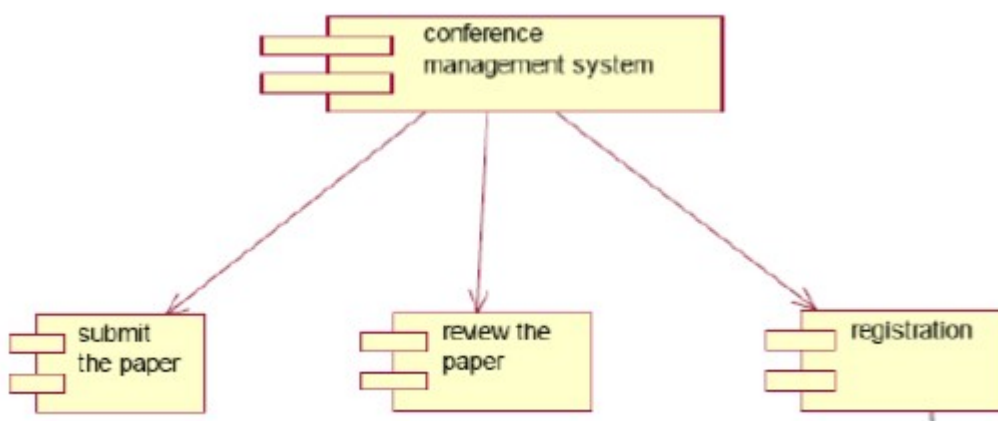 conference
management system
submit
the paper
review the
paper
registration